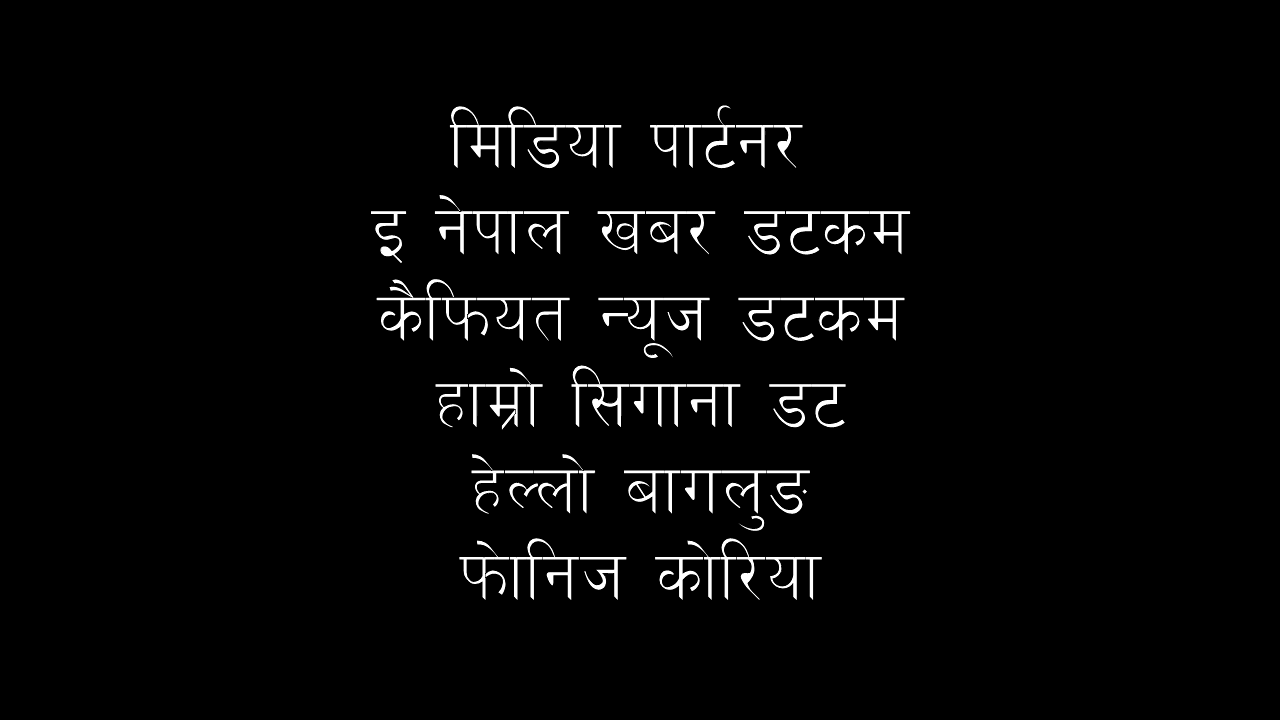 मिडिया पार्टनर
इ नेपाल खबर डटकम
कैफियत न्यूज डटकम
हाम्रो सिगाना डट
हेल्लो बागलुङ
फोनिज कोरिया